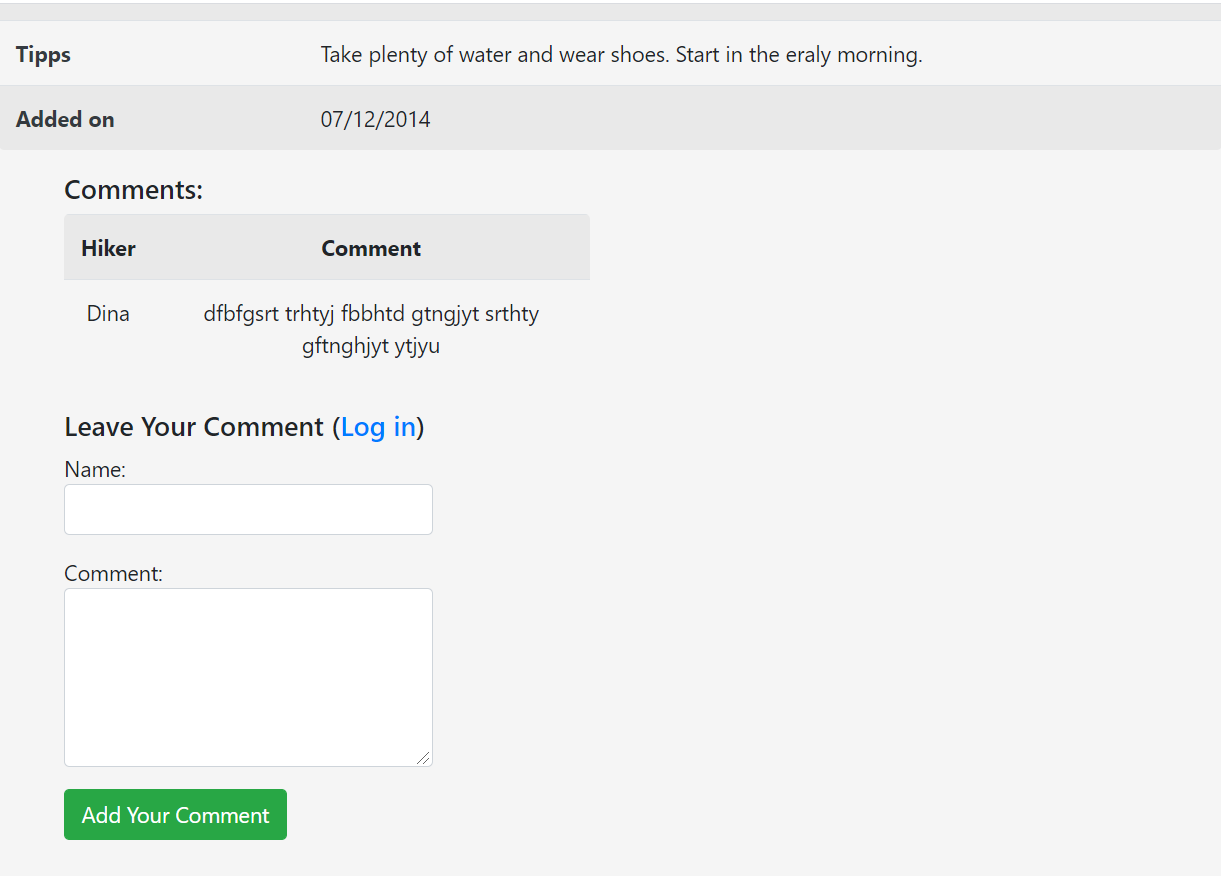 Tipps Take plenty of water and wear shoes. Start in the eraly morning.
Added on 07/12/2014
Comments:
Hiker Comment
Dina dfbfgsrt trhtyj fbbhtd gtngjyt srthty
gftnghjyt ytjyu
Leave Your Comment (Log in)
Name:
Comment:
Add Your Comment